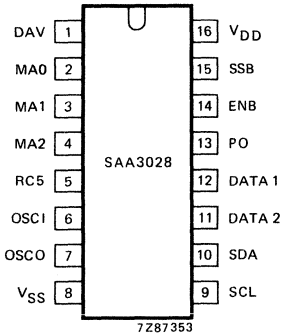 DAV 1 16 VDD
MA0 2 15 SSB
MA1 3 14 ENB
MA2 4 13 PO
SAA3028
RC5 5 12 DATA 1
OSCI 6 11 DATA 2
OSCO 7 10 SDA
VSS 8 9 SCL
7Z87353